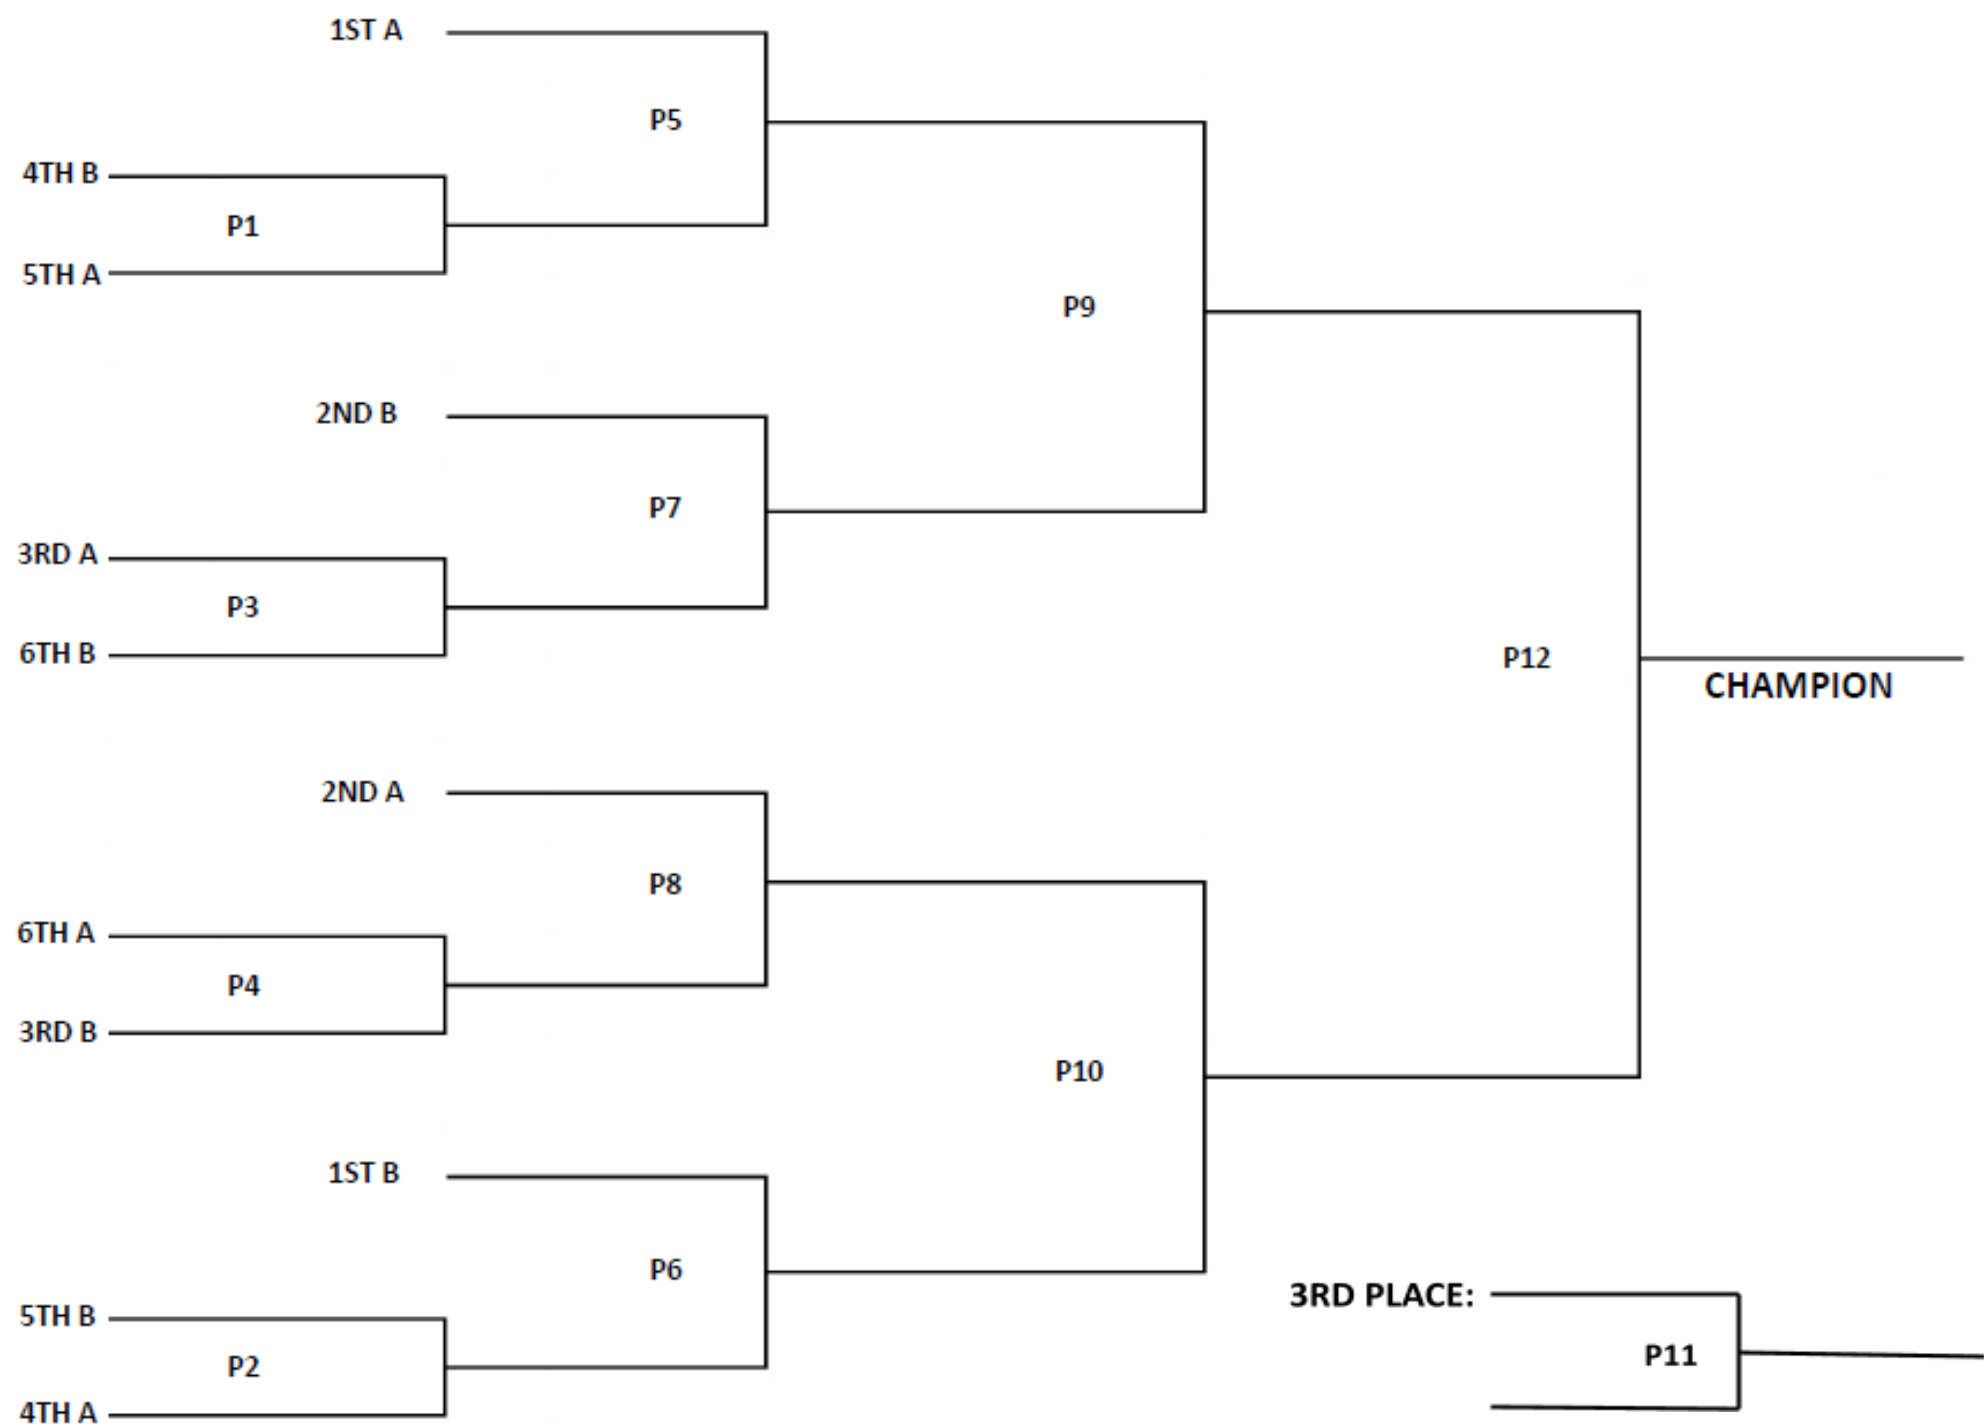 1ST A
P5
4TH B
P1
5TH A
P9
2ND B
P7
3RD A
P3
6TH B
P12
CHAMPION
2ND A
P8
6TH A
P4
3RD B
P10
1ST B
P6
5TH B
P2
4TH A
3RD PLACE:
P11